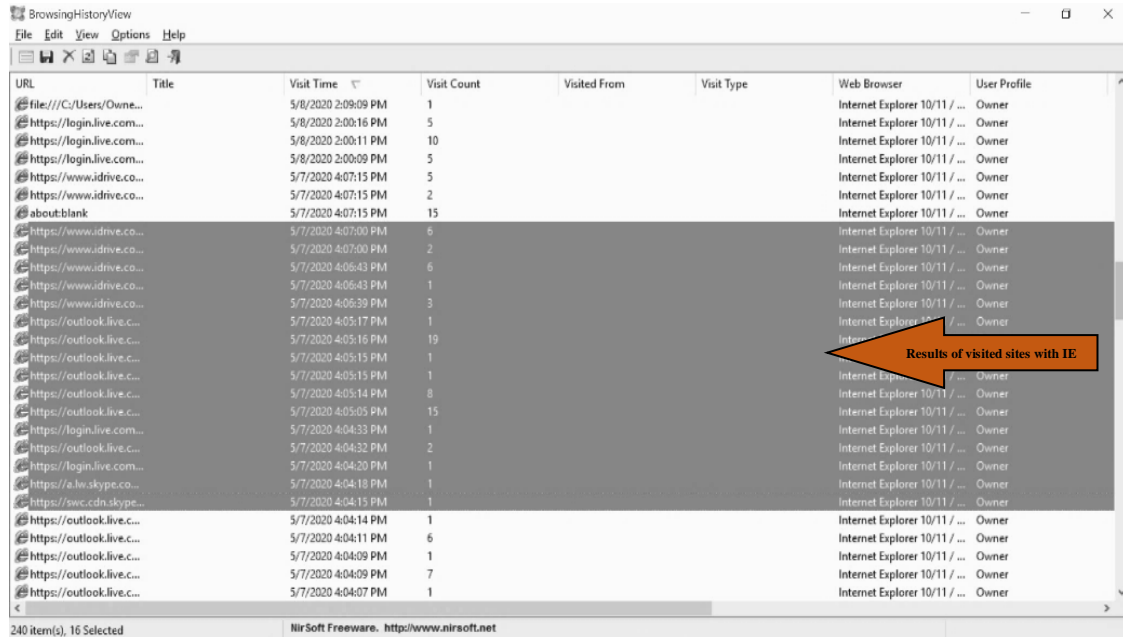 BrowsingHistoryView
File Edit View Options Help
URL Title Visit Time Visit Count Visited From Visit Type Web Browser User Profile
file:///C:/Users/Owne... 5/8/2020 2:09:09 PM 1 Internet Explorer 10/11 / ... Owner
https://login.live.com... 5/8/2020 2:00:16 PM 5 Internet Explorer 10/11 / ... Owner
https://login.live.com... 5/8/2020 2:00:11 PM 10 Internet Explorer 10/11 / ... Owner
https://login.live.com... 5/8/2020 2:00:09 PM 5 Internet Explorer 10/11 / ... Owner
https://www.idrive.co... 5/7/2020 4:07:15 PM 5 Internet Explorer 10/11 / ... Owner
https://www.idrive.co... 5/7/2020 4:07:15 PM 2 Internet Explorer 10/11 / ... Owner
about:blank 5/7/2020 4:07:15 PM 15 Internet Explorer 10/11 / ... Owner
https://www.idrive.co... 5/7/2020 4:07:00 PM 6 Internet Explorer 10/11 / ... Owner
https://www.idrive.co... 5/7/2020 4:07:00 PM 2 Internet Explorer 10/11 / ... Owner
https://www.idrive.co... 5/7/2020 4:06:43 PM 6 Internet Explorer 10/11 / ... Owner
https://www.idrive.co... 5/7/2020 4:06:43 PM 1 Internet Explorer 10/11 / ... Owner
https://www.idrive.co... 5/7/2020 4:06:39 PM 3 Internet Explorer 10/11 / ... Owner
https://outlook.live.c... 5/7/2020 4:05:17 PM 1 Internet Explorer / ... Owner
https://outlook.live.c... 5/7/2020 4:05:16 PM 19
Results of visited sites with IE
https://outlook.live.c... 5/7/2020 4:05:15 PM 1
https://outlook.live.c... 5/7/2020 4:05:15 PM 1 Internet / ... Owner
https://outlook.live.c... 5/7/2020 4:05:14 PM 8 Internet Explorer 10/11 / ... Owner
https://outlook.live.c... 5/7/2020 4:05:05 PM 15 Internet Explorer 10/11 / ... Owner
https://login.live.com... 5/7/2020 4:04:33 PM 1 Internet Explorer 10/11 / ... Owner
https://outlook.live.c... 5/7/2020 4:04:32 PM 2 Internet Explorer 10/11 / ... Owner
https://login.live.com... 5/7/2020 4:04:20 PM 1 Internet Explorer 10/11 / ... Owner
https://a.lw.skype.co... 5/7/2020 4:04:18 PM 1 Internet Explorer 10/11 / ... Owner
https://swc.cdn.skype... 5/7/2020 4:04:15 PM 1 Internet Explorer 10/11 / ... Owner
https://outlook.live.c... 5/7/2020 4:04:14 PM 1 Internet Explorer 10/11 / ... Owner
https://outlook.live.c... 5/7/2020 4:04:11 PM 6 Internet Explorer 10/11 / ... Owner
https://outlook.live.c... 5/7/2020 4:04:09 PM 1 Internet Explorer 10/11 / ... Owner
https://outlook.live.c... 5/7/2020 4:04:09 PM 7 Internet Explorer 10/11 / ... Owner
https://outlook.live.c... 5/7/2020 4:04:07 PM 1 Internet Explorer 10/11 / ... Owner
240 item(s), 16 Selected NirSoft Freeware. http://www.nirsoft.net